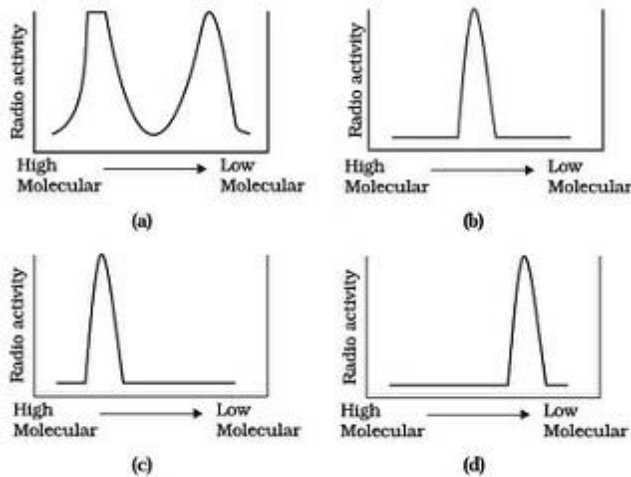 Radio activity
High Molecular
Low Molecular
(a)
Radio activity
High Molecular
Low Molecular
(b)
Radio activity
High Molecular
Low Molecular
(c)
Radio activity
High Molecular
Low Molecular
(d)